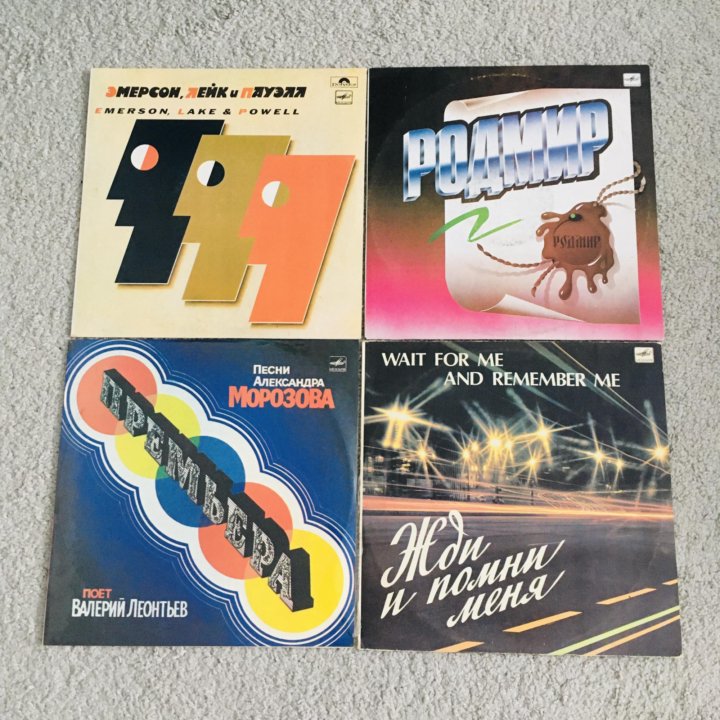 ЭМЕРСОН, ЛЕЙК и ПАУЭЛЛ
EMERSON, LAKE & POWELL
РОДМИР
РОДМИР
ПЕСНИ
АЛЕКСАНДРА
МОРОЗОВА
ПРЕМЬЕРА
ПОЕТ
ВАЛЕРИЙ ЛЕОНТЬЕВ
WAIT FOR ME
AND REMEMBER ME
Жди
и помни
меня